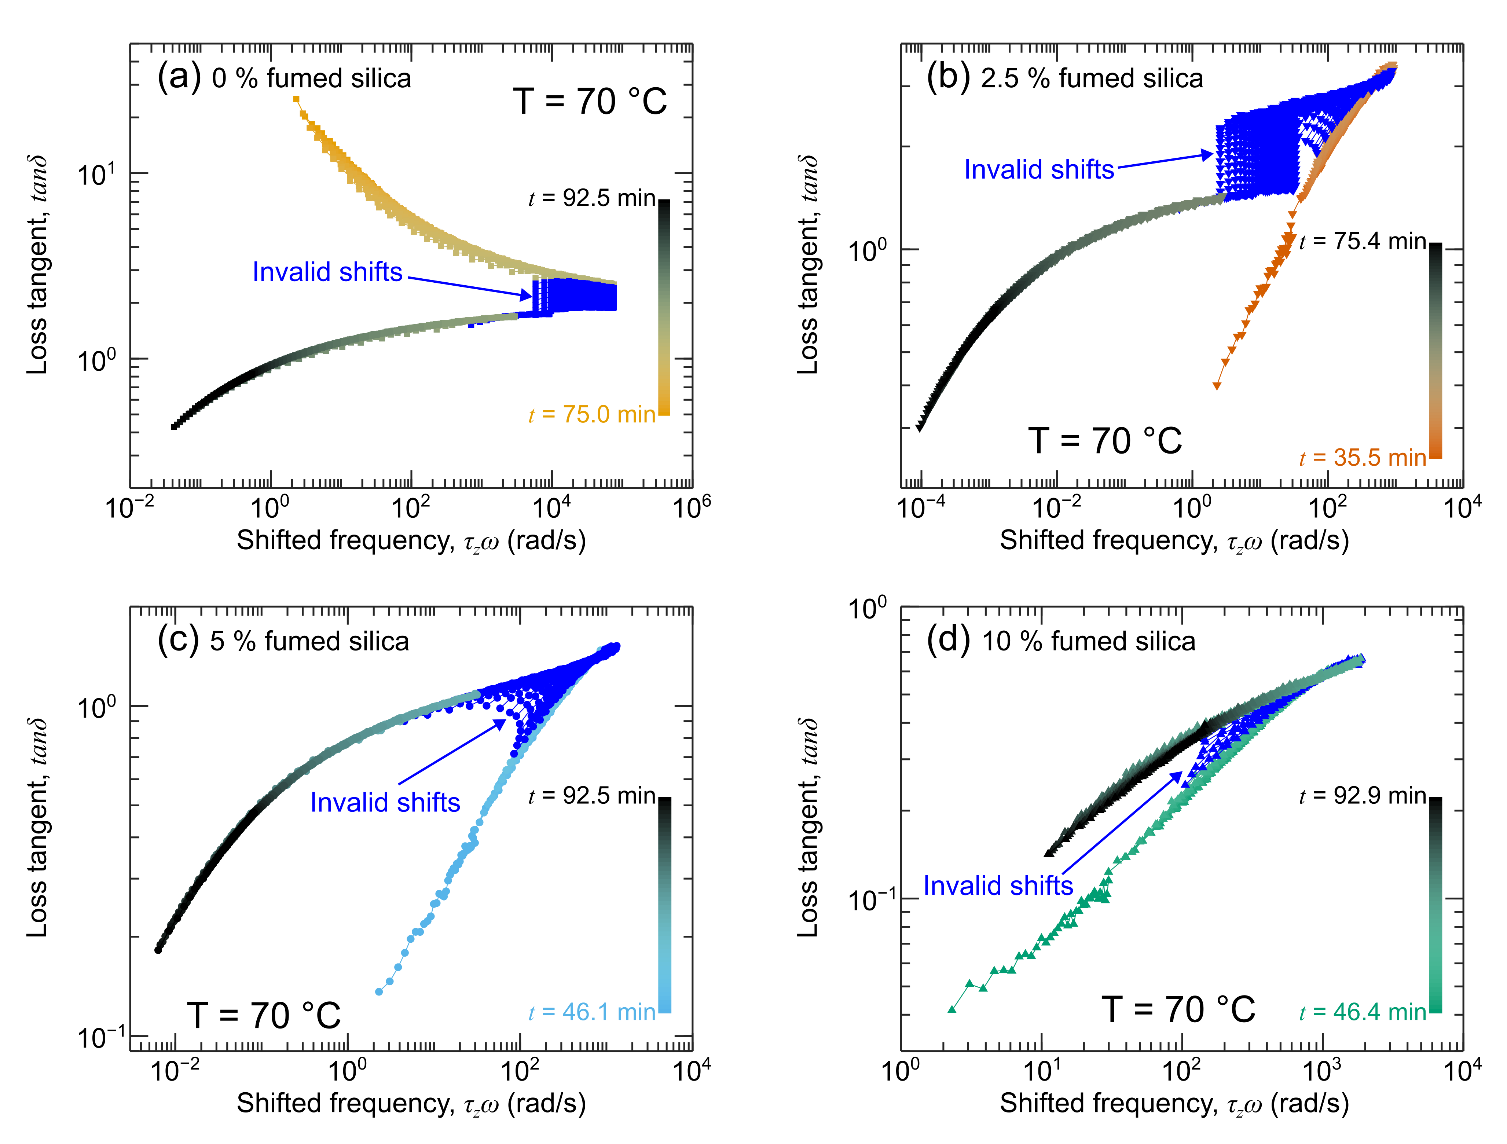 (a) 0 % fumed silica
T = 70 °C
Loss tangent, tanδ
10¹
10⁰
t = 92.5 min
Invalid shifts
t = 75.0 min
10⁻² 10⁰ 10² 10⁴ 10⁶
Shifted frequency, τzω (rad/s)
(b) 2.5 % fumed silica
Loss tangent, tanδ
Invalid shifts
10⁰
t = 75.4 min
T = 70 °C
t = 35.5 min
10⁻⁴ 10⁻² 10⁰ 10² 10⁴
Shifted frequency, τzω (rad/s)
(c) 5 % fumed silica
Loss tangent, tanδ
10⁰
Invalid shifts
t = 92.5 min
T = 70 °C
t = 46.1 min
10⁻¹
10⁻² 10⁰ 10² 10⁴
Shifted frequency, τzω (rad/s)
10⁰
(d) 10 % fumed silica
Loss tangent, tanδ
t = 92.9 min
Invalid shifts
10⁻¹
T = 70 °C
t = 46.4 min
10⁰ 10¹ 10² 10³ 10⁴
Shifted frequency, τzω (rad/s)